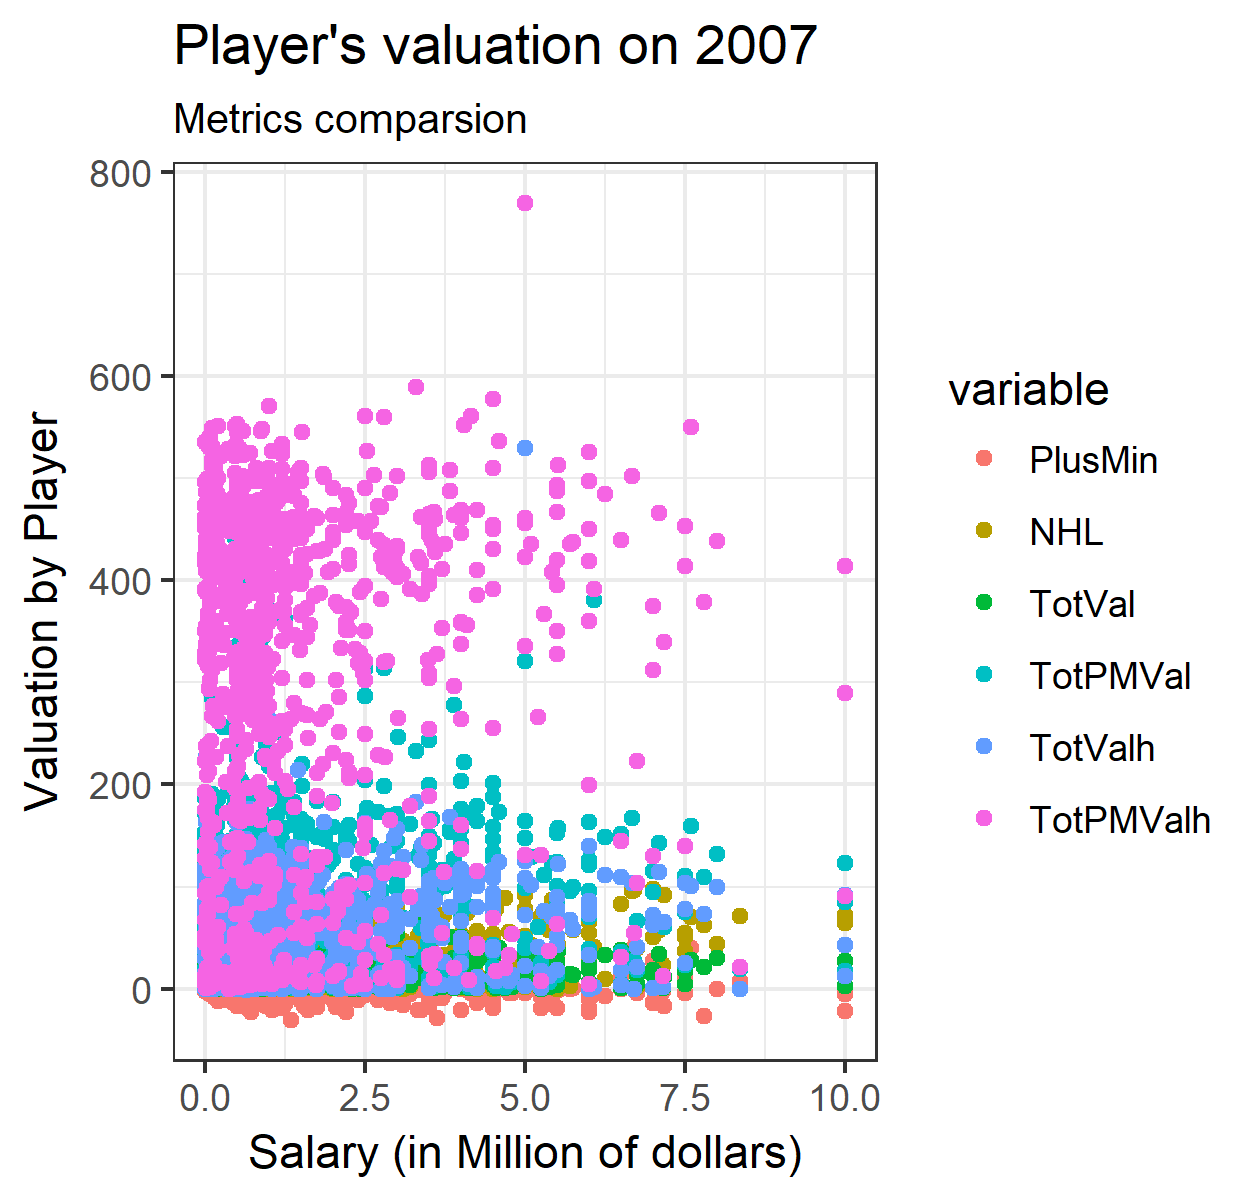 Player's valuation on 2007
Metrics comparsion
800
600
400
200
0
Valuation by Player
0.0 2.5 5.0 7.5 10.0
Salary (in Million of dollars)
variable
PlusMin
NHL
TotVal
TotPMVal
TotValh
TotPMValh